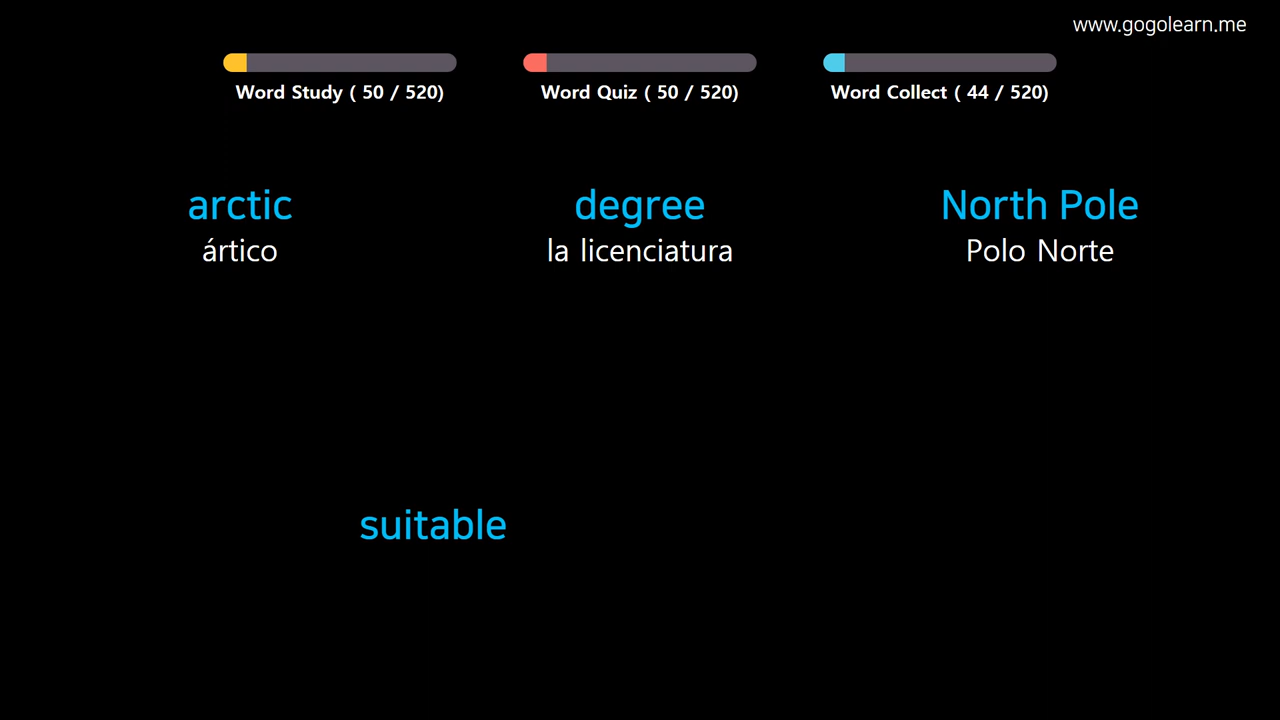 www.gogolearn.me
Word Study ( 50 / 520)
Word Quiz ( 50 / 520)
Word Collect ( 44 / 520)
arctic
ártico
degree
la licenciatura
North Pole
Polo Norte
suitable